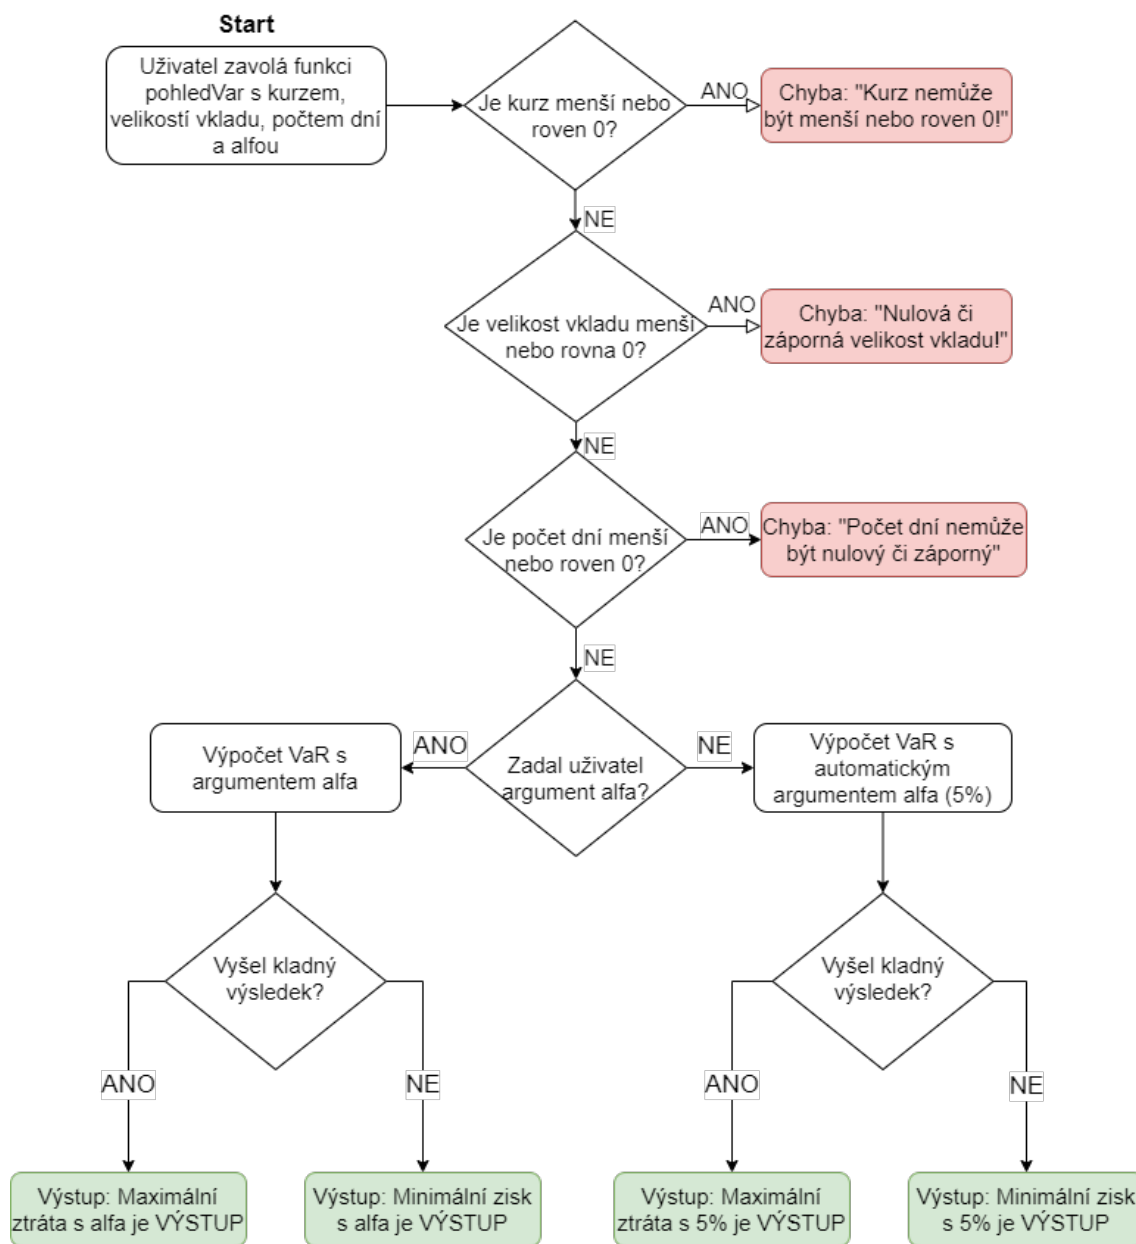 Start
Uživatel zavolá funkci
pohledVar s kurzem,
velikostí vkladu, počtem dní
a alfou
Je kurz menší nebo
roven 0?
ANO
Chyba: "Kurz nemůže
být menší nebo roven 0!"
NE
Je velikost vkladu menší
nebo rovna 0?
ANO
Chyba: "Nulová či
záporná velikost vkladu!"
NE
Je počet dní menší
nebo roven 0?
ANO
Chyba: "Počet dní nemůže
být nulový či záporný"
NE
Zadal uživatel
argument alfa?
ANO
Výpočet VaR s
argumentem alfa
NE
Výpočet VaR s
automatickým
argumentem alfa (5%)
Vyšel kladný
výsledek?
ANO
NE
Vyšel kladný
výsledek?
ANO
NE
Výstup: Maximální
ztráta s alfa je VÝSTUP
Výstup: Minimální zisk
s alfa je VÝSTUP
Výstup: Maximální
ztráta s 5% je VÝSTUP
Výstup: Minimální zisk
s 5% je VÝSTUP